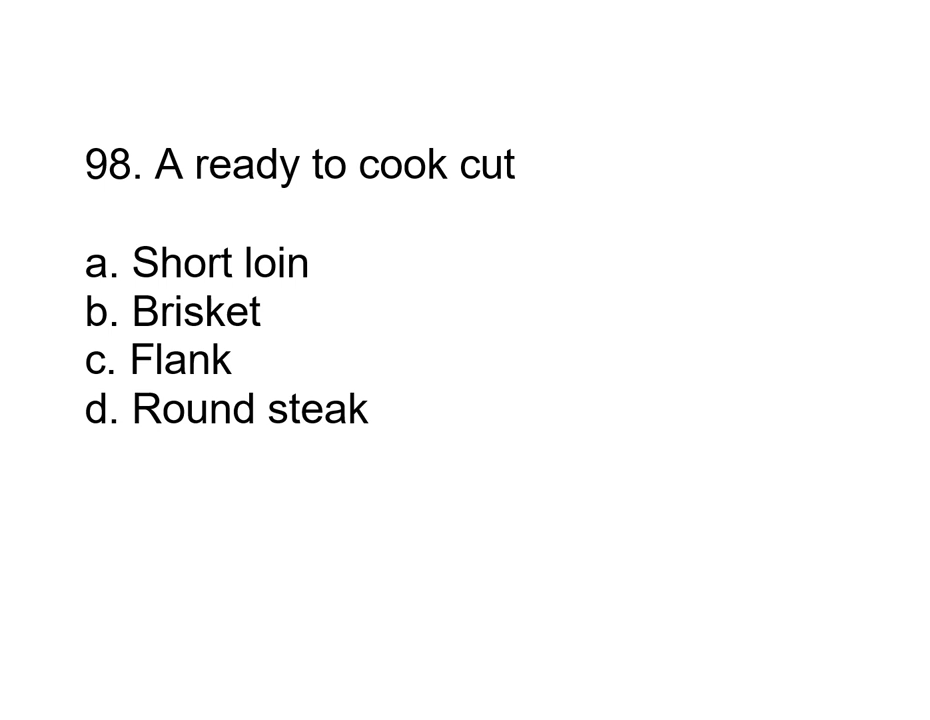 98. A ready to cook cut
a. Short loin
b. Brisket
c. Flank
d. Round steak